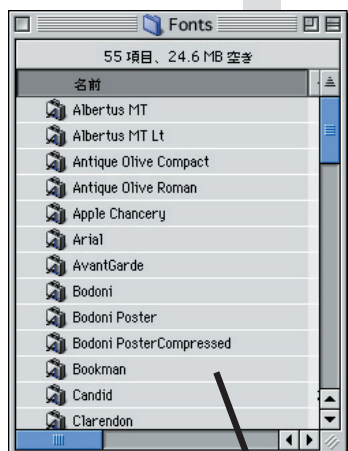 Fonts
55 項目、24.6 MB 空き
名前
Albertus MT
Albertus MT Lt
Antique Olive Compact
Antique Olive Roman
Apple Chancery
Arial
AvantGarde
Bodoni
Bodoni Poster
Bodoni PosterCompressed
Bookman
Candid
Clarendon